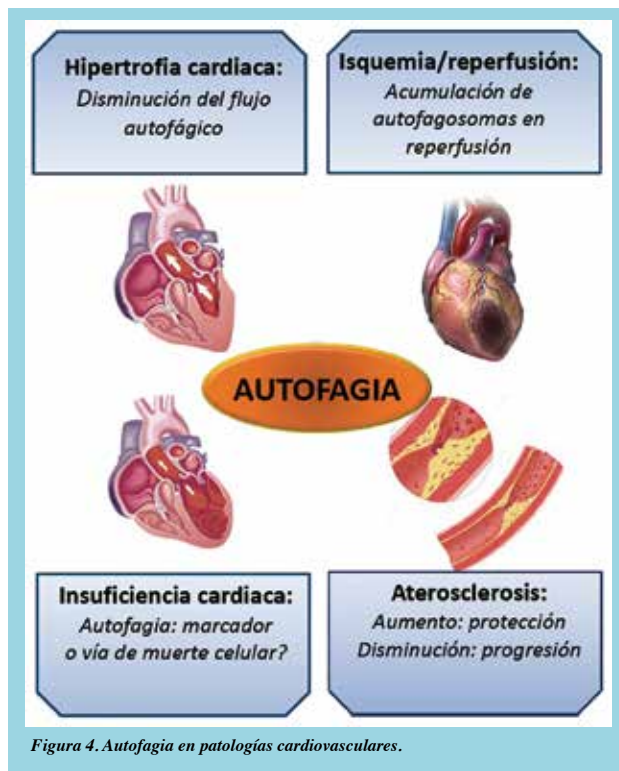 Hipertrofia cardiaca:
Disminución del flujo
autofágico
Isquemia/reperfusión:
Acumulación de
autofagosomas en
reperfusión
AUTOFAGIA
Insuficiencia cardiaca:
Autofagia: marcador
o vía de muerte celular?
Aterosclerosis:
Aumento: protección
Disminución: progresión
Figura 4. Autofagia en patologías cardiovasculares.